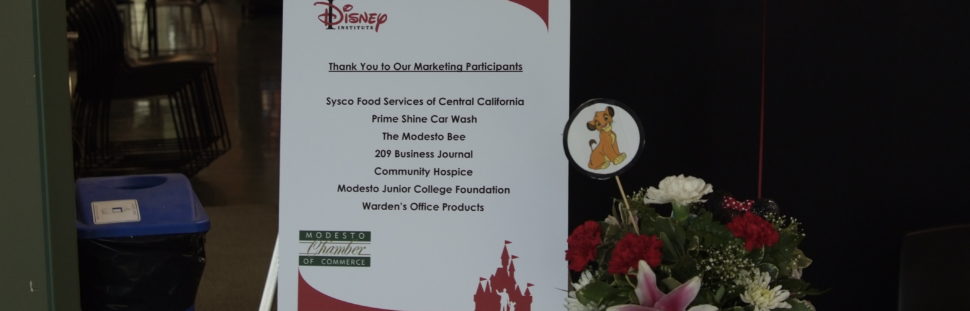 Disney
INSTITUTE
Thank You to Our Marketing Participants
Sysco Food Services of Central California
Prime Shine Car Wash
The Modesto Bee
209 Business Journal
Community Hospice
Modesto Junior College Foundation
Warden's Office Products
MODESTO
Chamber
OF COMMERCE